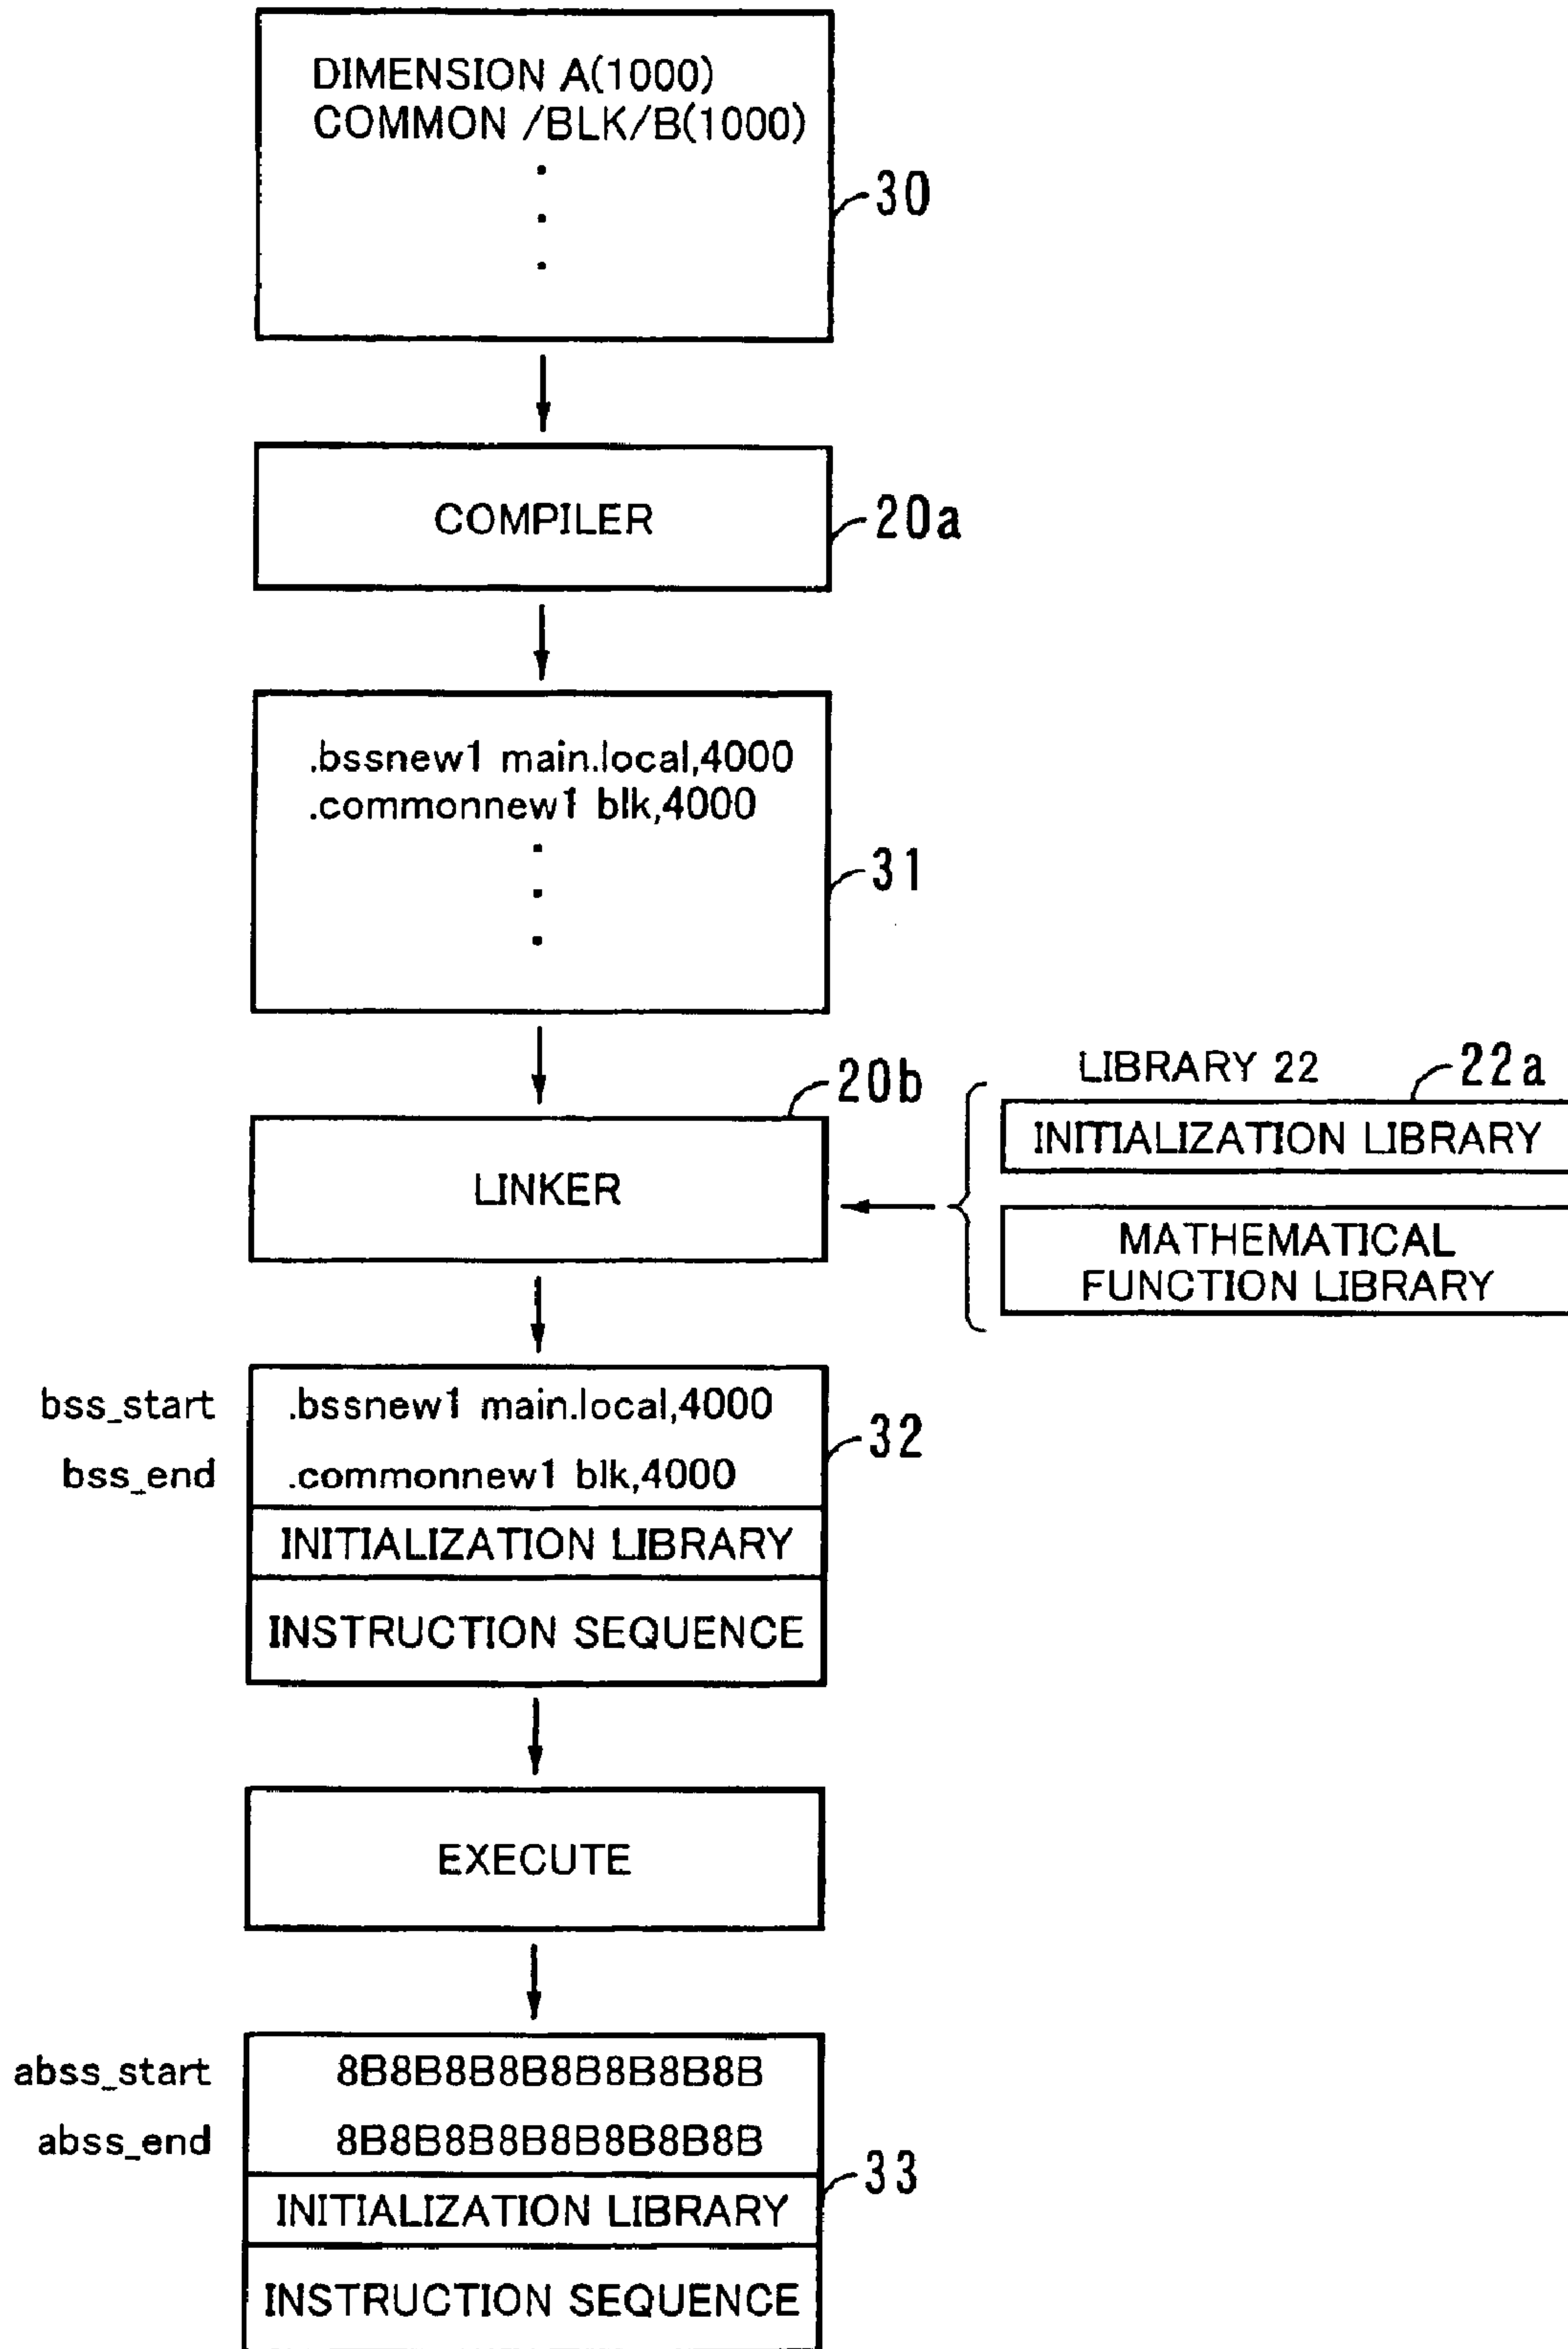 DIMENSION A(1000)
COMMON /BLK/B(1000)
30
COMPILER
20a
.bssnew1 main.local,4000
.commonnew1 blk,4000
31
20b
LINKER
LIBRARY 22
22a
INITIALIZATION LIBRARY
MATHEMATICAL
FUNCTION LIBRARY
bss_start
.bssnew1 main.local,4000
32
bss_end
.commonnew1 blk,4000
INITIALIZATION LIBRARY
INSTRUCTION SEQUENCE
EXECUTE
abss_start
8B8B8B8B8B8B8B8B
abss_end
8B8B8B8B8B8B8B8B
33
INITIALIZATION LIBRARY
INSTRUCTION SEQUENCE